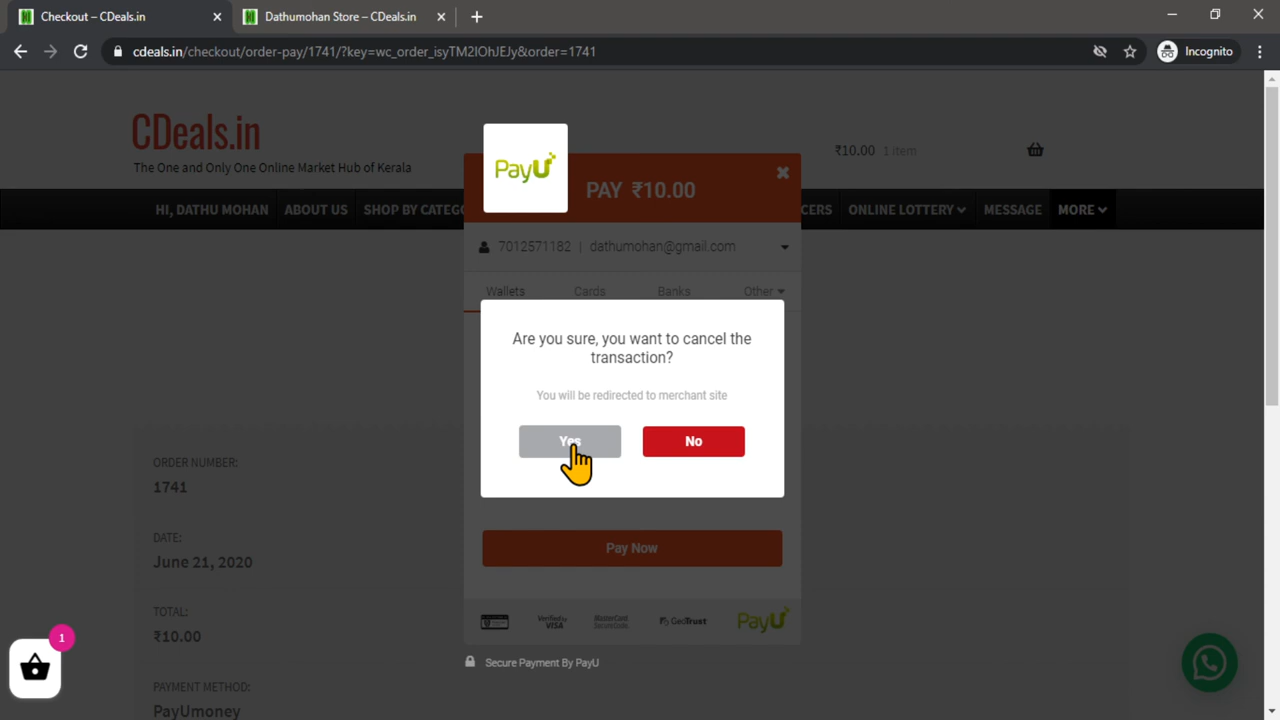 Checkout – CDeals.in
Dathumohan Store – CDeals.in
cdeals.in/checkout/order-pay/1741/?key=wc_order_isyTM2IOhJEJy&order=1741
Incognito
CDeals.in
The One and Only One Online Market Hub of Kerala
₹10.00 1 item
PayU
PAY ₹10.00
HI, DATHU MOHAN ABOUT US SHOP BY CATEG CERS ONLINE LOTTERY MESSAGE MORE
7012571182 | dathumohan@gmail.com
Wallets Cards Banks Other
Are you sure, you want to cancel the
transaction?
You will be redirected to merchant site
Yes No
ORDER NUMBER:
1741
DATE:
June 21, 2020
Pay Now
TOTAL:
₹10.00
Verified by
VISA
MasterCard
SecureCode
GeoTrust
PayU
1
Secure Payment By PayU
PAYMENT METHOD:
PayUmoney